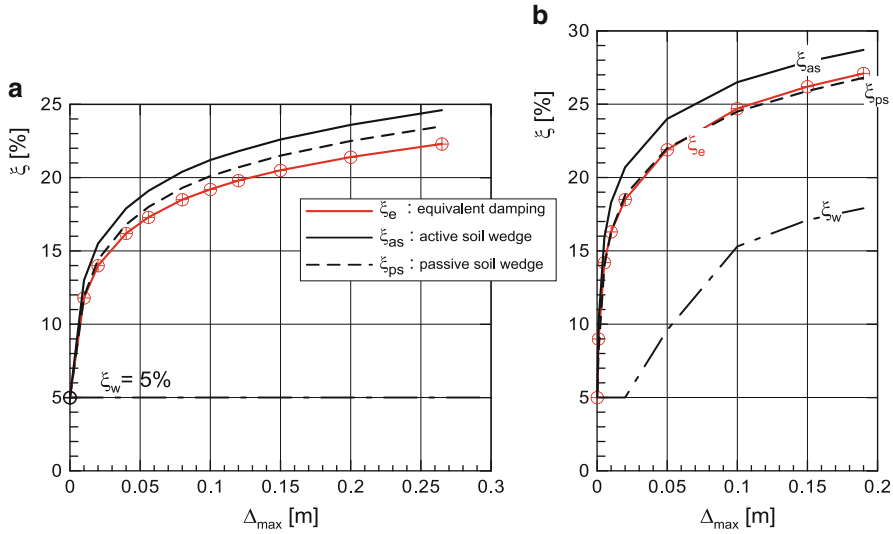 a
ξ [%]
25
20
15
10
5
0
ξw = 5%
0
0.05
0.1
0.15
0.2
0.25
0.3
Δmax [m]
ξe : equivalent damping
ξas : active soil wedge
ξps : passive soil wedge
b
ξ [%]
30
25
20
15
10
5
0
ξas
ξps
ξe
ξw
0
0.05
0.1
0.15
0.2
Δmax [m]